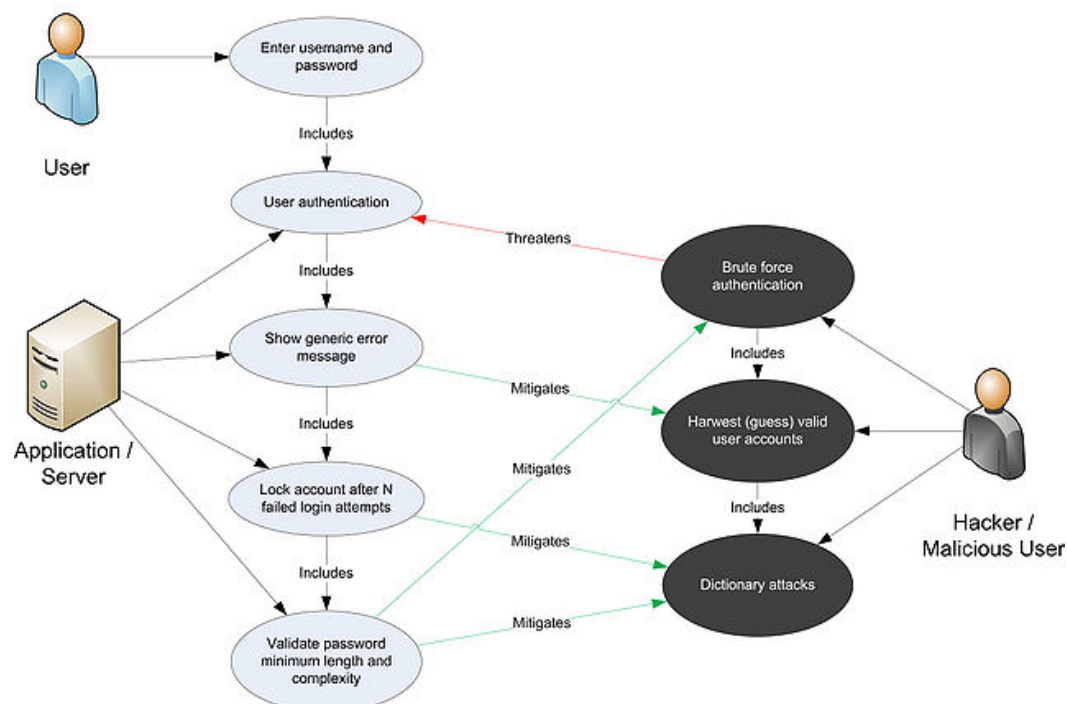 Enter username and
password
User
Includes
User authentication
Threatens
Includes
Brute force
authentication
Show generic error
message
Includes
Mitigates
Includes
Harwest (guess) valid
user accounts
Application /
Server
Mitigates
Lock account after N
failed login attempts
Includes
Hacker /
Malicious User
Mitigates
Includes
Dictionary attacks
Mitigates
Validate password
minimum length and
complexity